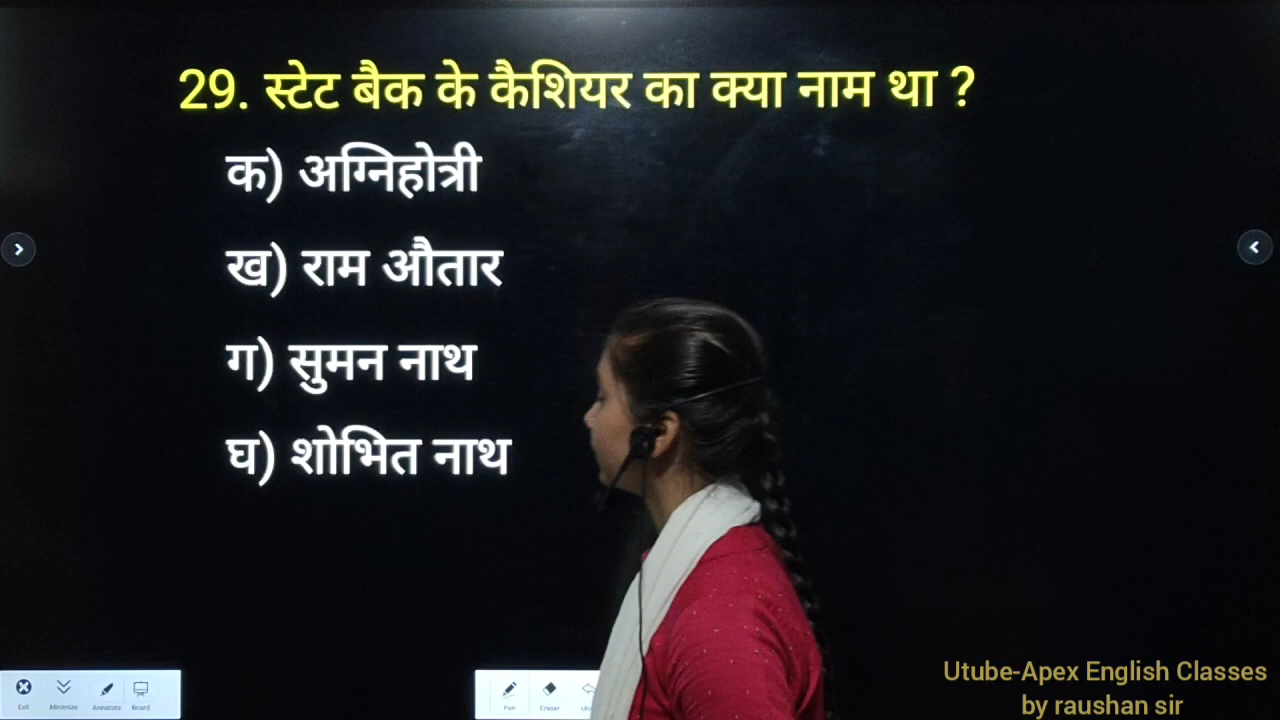 29. स्टेट बैक के कैशियर का क्या नाम था ?
क) अग्निहोत्री
ख) राम औतार
ग) सुमन नाथ
घ) शोभित नाथ
Exit Minimize Annotate Board
Pen Eraser
Utube-Apex English Classes
by raushan sir